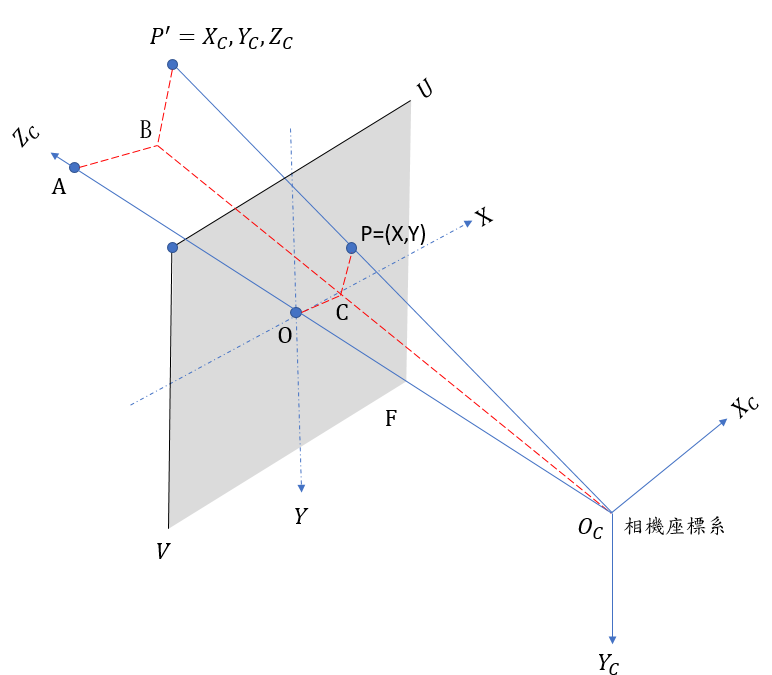 P′ = X_C, Y_C, Z_C
U
Z_C
B
A
P=(X,Y)
X
O
C
F
X_C
Y
V
O_C 相機座標系
Y_C